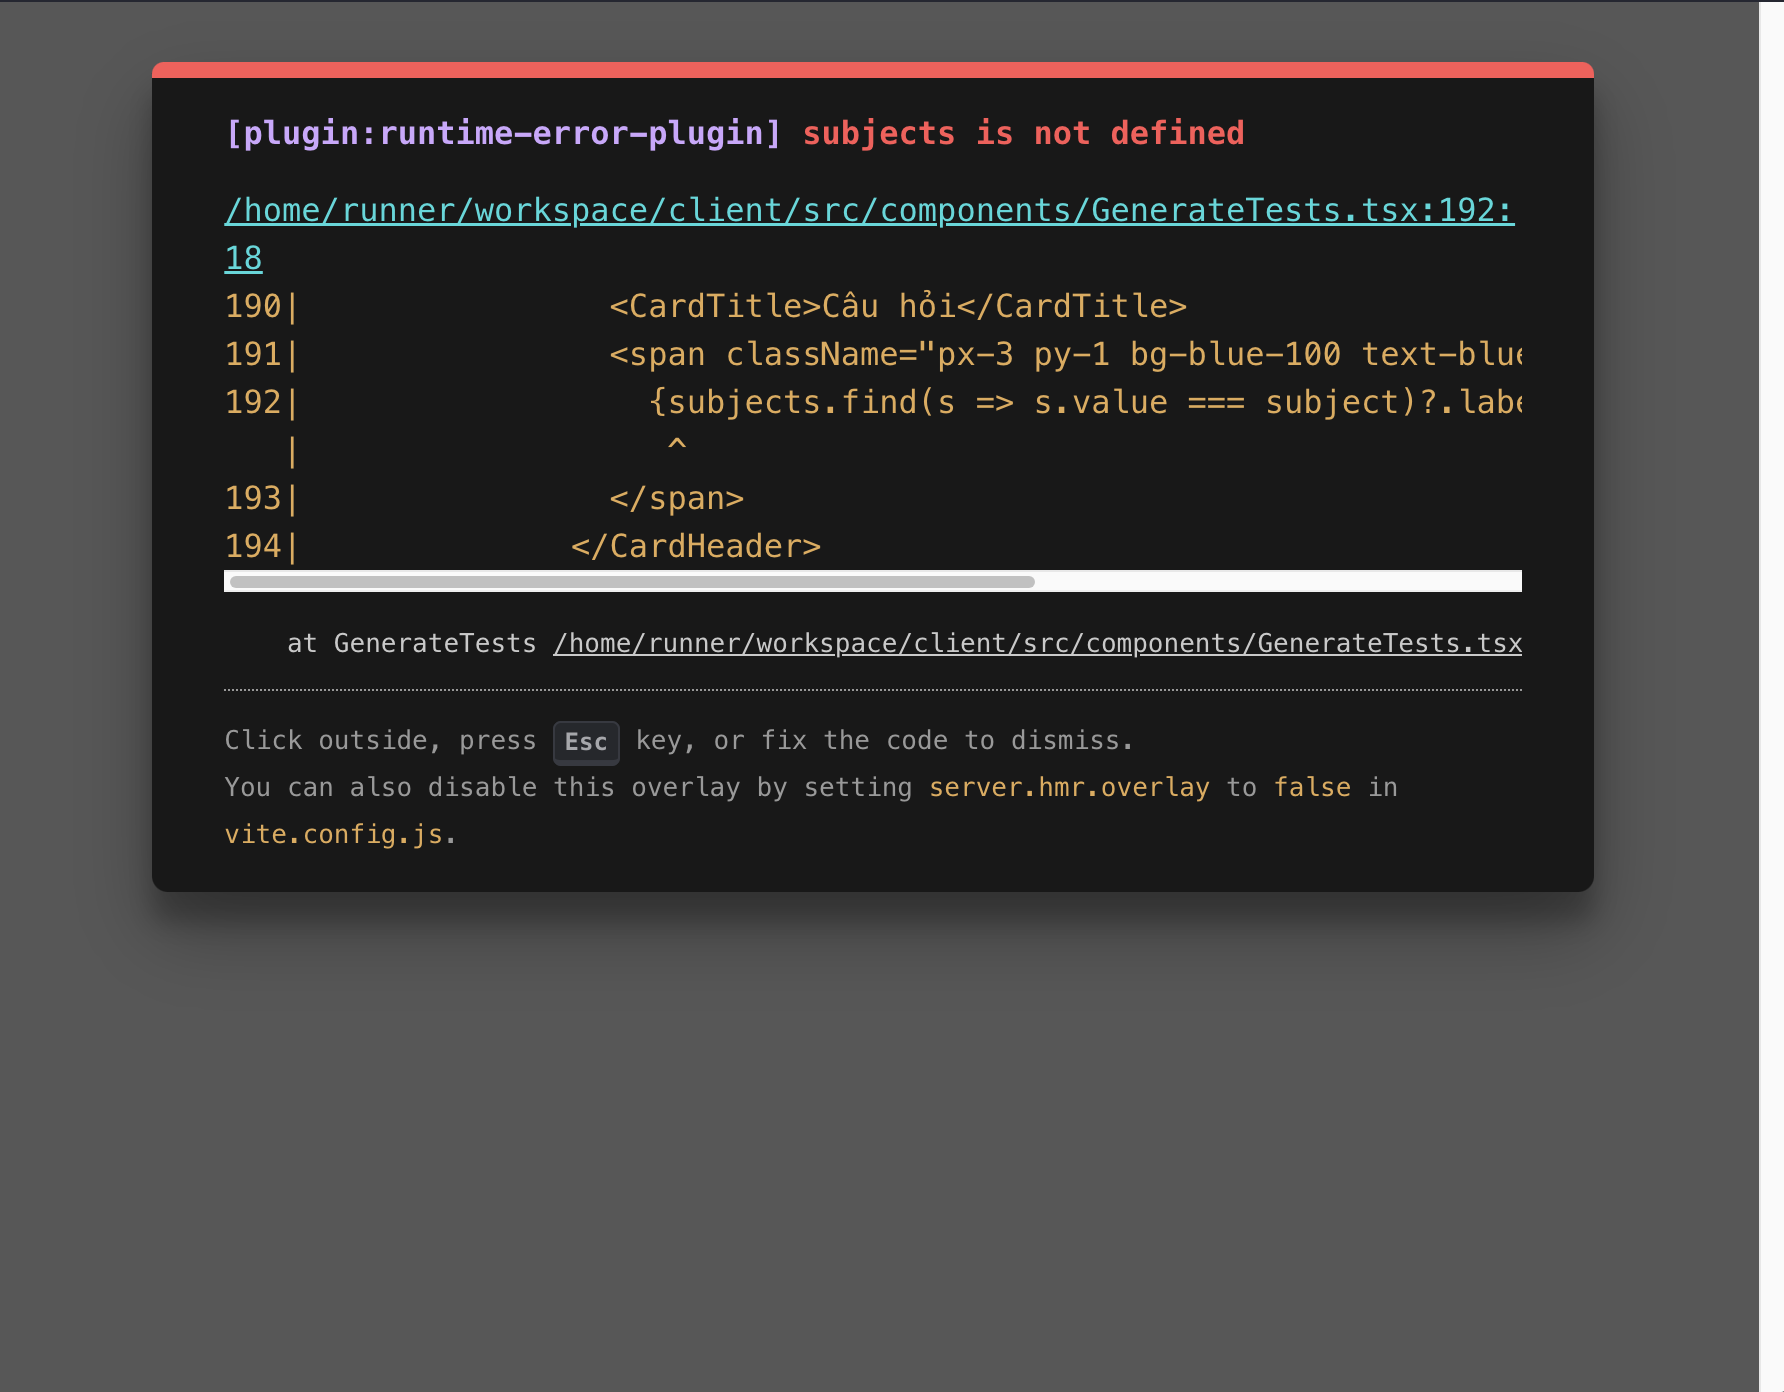 [plugin:runtime-error-plugin] subjects is not defined
/home/runner/workspace/client/src/components/GenerateTests.tsx:192:
18
190|                <CardTitle>Câu hỏi</CardTitle>
191|                <span className="px-3 py-1 bg-blue-100 text-blue
192|                  {subjects.find(s => s.value === subject)?.labe
   |                   ^
193|                </span>
194|              </CardHeader>
at GenerateTests /home/runner/workspace/client/src/components/GenerateTests.tsx
Click outside, press Esc key, or fix the code to dismiss.
You can also disable this overlay by setting server.hmr.overlay to false in
vite.config.js.